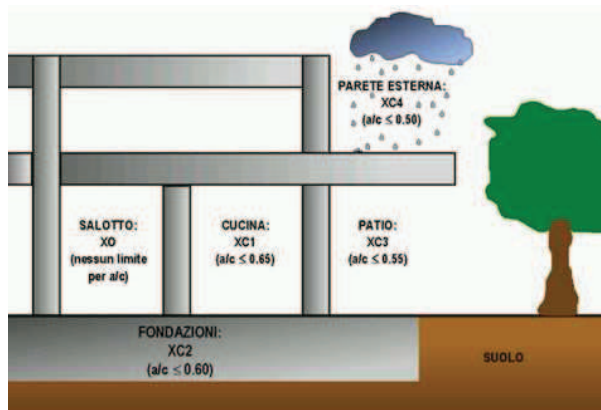 PARETE ESTERNA:
XC4
(a/c ≤ 0.50)
SALOTTO:
XO
(nessun limite
per a/c)
CUCINA:
XC1
(a/c ≤ 0.65)
PATIO:
XC3
(a/c ≤ 0.55)
FONDAZIONI:
XC2
(a/c ≤ 0.60)
SUOLO